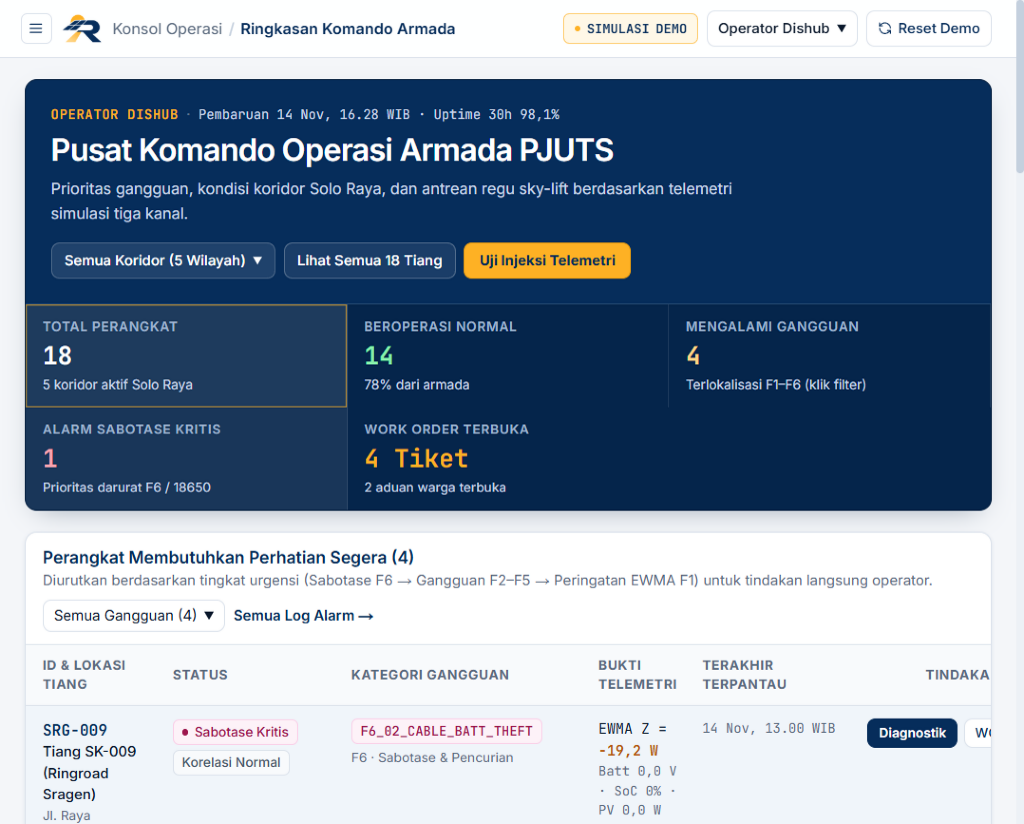 Konsol Operasi / Ringkasan Komando Armada
SIMULASI DEMO
Operator Dishub ▼
Reset Demo
OPERATOR DISHUB · Pembaruan 14 Nov, 16.28 WIB · Uptime 30h 98,1%
Pusat Komando Operasi Armada PJUTS
Prioritas gangguan, kondisi koridor Solo Raya, dan antrean regu sky-lift berdasarkan telemetri
simulasi tiga kanal.
Semua Koridor (5 Wilayah) ▼
Lihat Semua 18 Tiang
Uji Injeksi Telemetri
TOTAL PERANGKAT
18
5 koridor aktif Solo Raya
BEROPERASI NORMAL
14
78% dari armada
MENGALAMI GANGGUAN
4
Terlokalisasi F1–F6 (klik filter)
ALARM SABOTASE KRITIS
1
Prioritas darurat F6 / 18650
WORK ORDER TERBUKA
4 Tiket
2 aduan warga terbuka
Perangkat Membutuhkan Perhatian Segera (4)
Diurutkan berdasarkan tingkat urgensi (Sabotase F6 → Gangguan F2–F5 → Peringatan EWMA F1) untuk tindakan langsung operator.
Semua Gangguan (4) ▼
Semua Log Alarm →
ID & LOKASI
TIANG
STATUS
KATEGORI GANGGUAN
BUKTI
TELEMETRI
TERAKHIR
TERPANTAU
TINDAKA
SRG-009
Tiang SK-009
(Ringroad
Sragen)
Jl. Raya
Sabotase Kritis
Korelasi Normal
F6_02_CABLE_BATT_THEFT
F6 · Sabotase & Pencurian
EWMA Z =
-19,2 W
Batt 0,0 V
· SoC 0% ·
PV 0,0 W
14 Nov, 13.00 WIB
Diagnostik